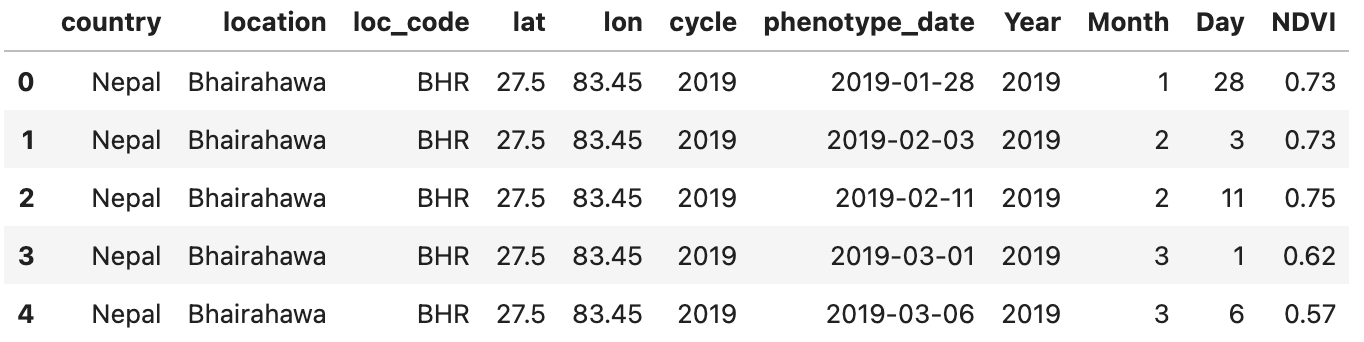 country location loc_code lat lon cycle phenotype_date Year Month Day NDVI
0 Nepal Bhairahawa BHR 27.5 83.45 2019 2019-01-28 2019 1 28 0.73
1 Nepal Bhairahawa BHR 27.5 83.45 2019 2019-02-03 2019 2 3 0.73
2 Nepal Bhairahawa BHR 27.5 83.45 2019 2019-02-11 2019 2 11 0.75
3 Nepal Bhairahawa BHR 27.5 83.45 2019 2019-03-01 2019 3 1 0.62
4 Nepal Bhairahawa BHR 27.5 83.45 2019 2019-03-06 2019 3 6 0.57